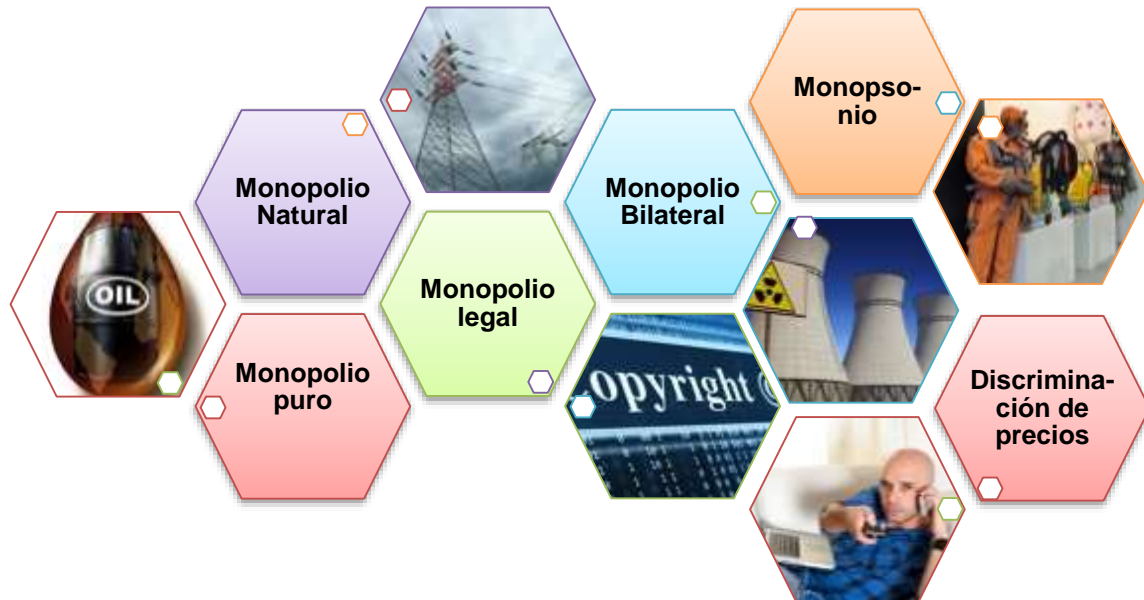 Monopso-
nio
Monopolio
Natural
Monopolio
Bilateral
OIL
Monopolio
legal
Monopolio
puro
opyright ©
Discrimina-
ción de
precios